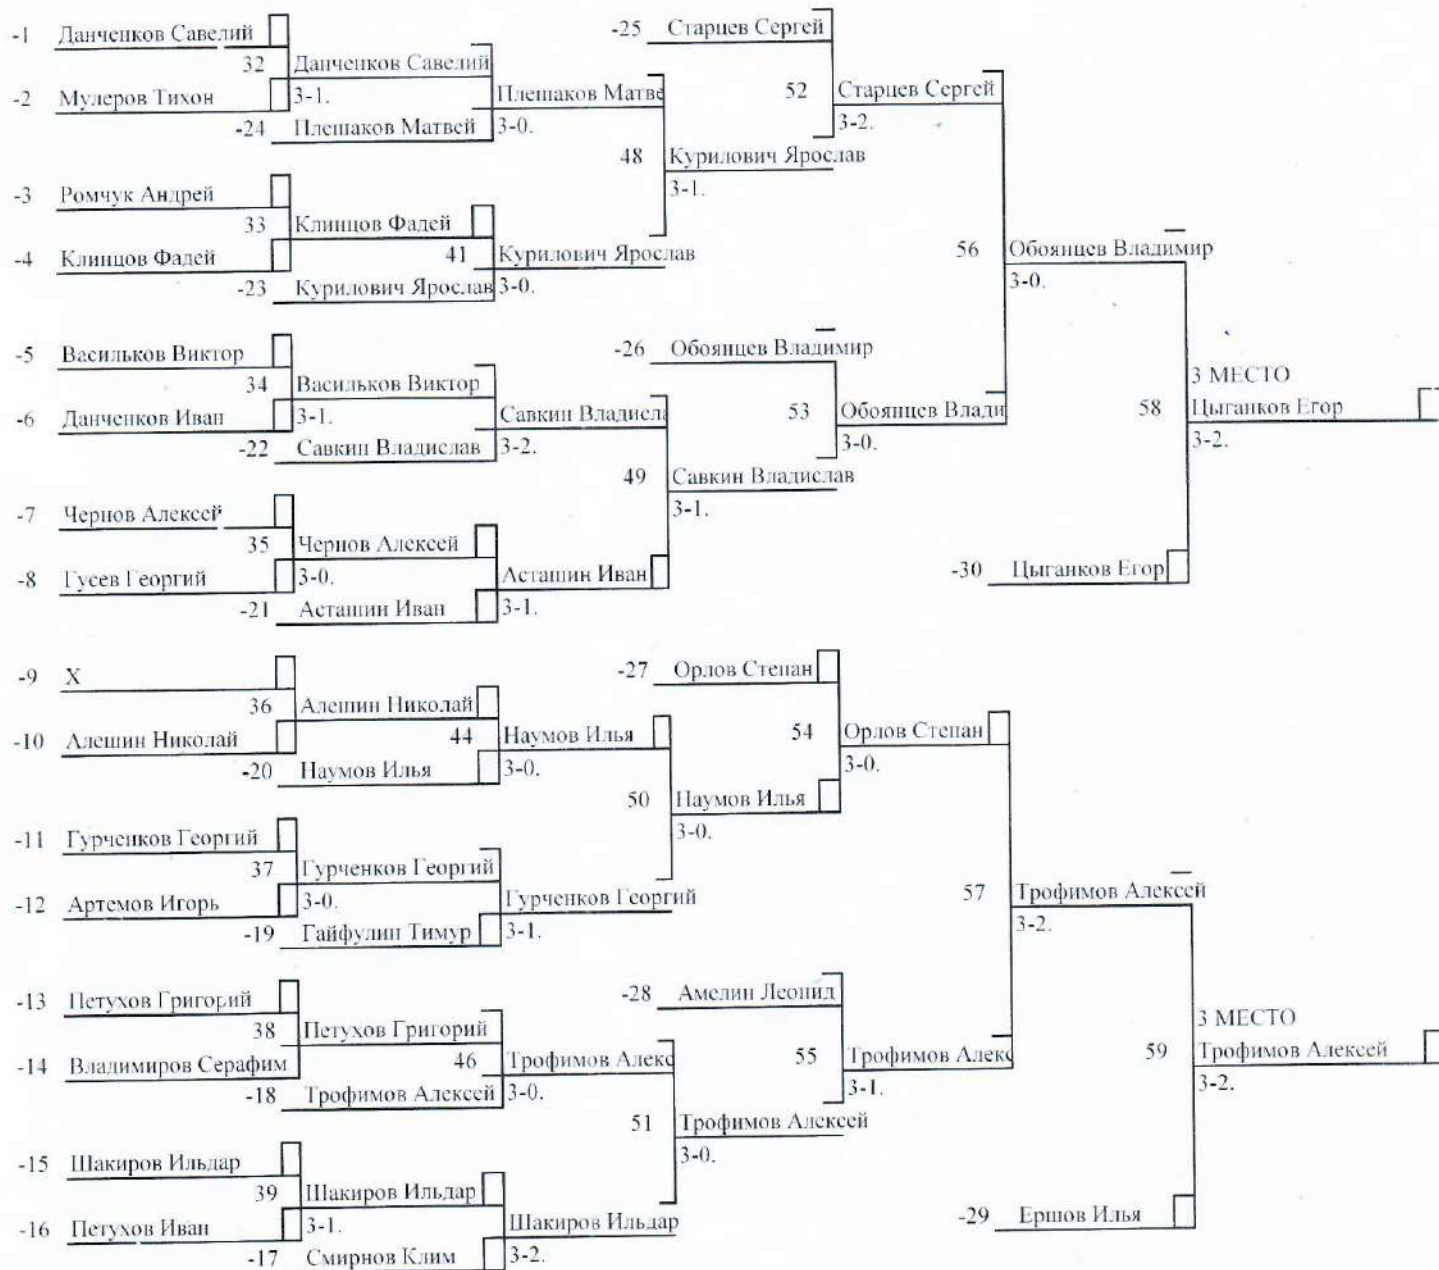 -1 Данченков Савелий
-25 Старцев Сергей
32 Данченков Савелий
-2 Мулеров Тихон
3-1.
Плешаков Матве
52 Старцев Сергей
-24 Плешаков Матвей
3-0.
3-2.
48 Курилович Ярослав
-3 Ромчук Андрей
3-1.
33 Клинцов Фадей
-4 Клинцов Фадей
41 Курилович Ярослав
56 Обоянцев Владимир
-23 Курилович Ярослав
3-0.
3-0.
-5 Васильков Виктор
-26 Обоянцев Владимир
34 Васильков Виктор
3 МЕСТО
-6 Данченков Иван
3-1.
Савкин Владисла
53 Обоянцев Влади
58 Цыганков Егор
-22 Савкин Владислав
3-2.
3-0.
3-2.
49 Савкин Владислав
-7 Чернов Алексей
3-1.
35 Чернов Алексей
-8 Гусев Георгий
3-0.
Асташин Иван
-30 Цыганков Егор
-21 Асташин Иван
3-1.
-9 Х
-27 Орлов Степан
36 Алешин Николай
-10 Алешин Николай
44 Наумов Илья
54 Орлов Степан
-20 Наумов Илья
3-0.
3-0.
50 Наумов Илья
-11 Гурченков Георгий
3-0.
37 Гурченков Георгий
-12 Артемов Игорь
3-0.
Гурченков Георгий
57 Трофимов Алексей
-19 Гайфулин Тимур
3-1.
3-2.
-13 Петухов Григорий
-28 Амелин Леонид
38 Петухов Григорий
3 МЕСТО
-14 Владимиров Серафим
46 Трофимов Алекс
55 Трофимов Алекс
59 Трофимов Алексей
-18 Трофимов Алексей
3-0.
3-1.
3-2.
51 Трофимов Алексей
-15 Шакиров Ильдар
3-0.
39 Шакиров Ильдар
-16 Петухов Иван
3-1.
Шакиров Ильдар
-29 Ершов Илья
-17 Смирнов Клим
3-2.